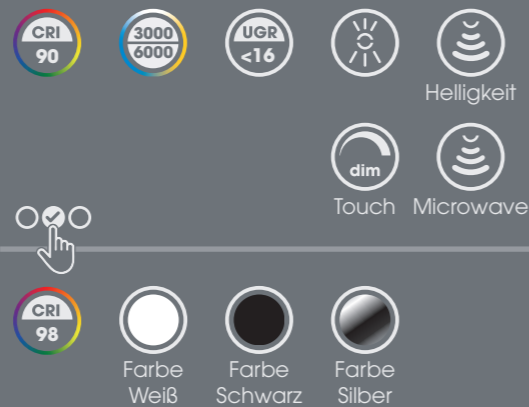 CRI
90
3000
6000
UGR
<16
Helligkeit
dim
Touch
Microwave
CRI
98
Farbe
Weiß
Farbe
Schwarz
Farbe
Silber